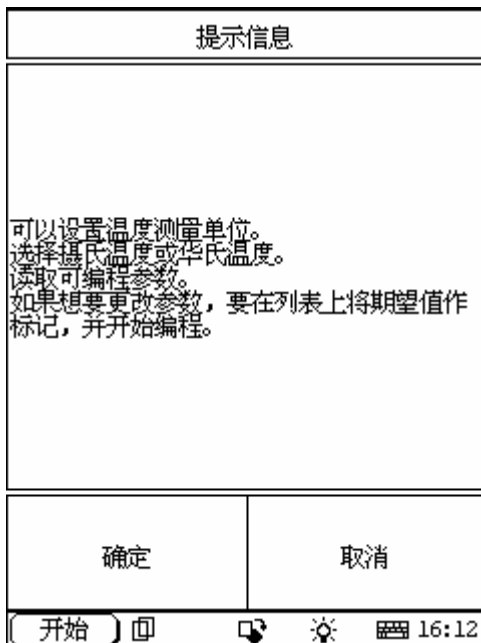 提示信息
可以设置温度测量单位。
选择摄氏温度或华氏温度。
读取可编程参数。
如果想要更改参数，要在列表上将期望值作
标记，并开始编程。
确定
取消
开始
16:12